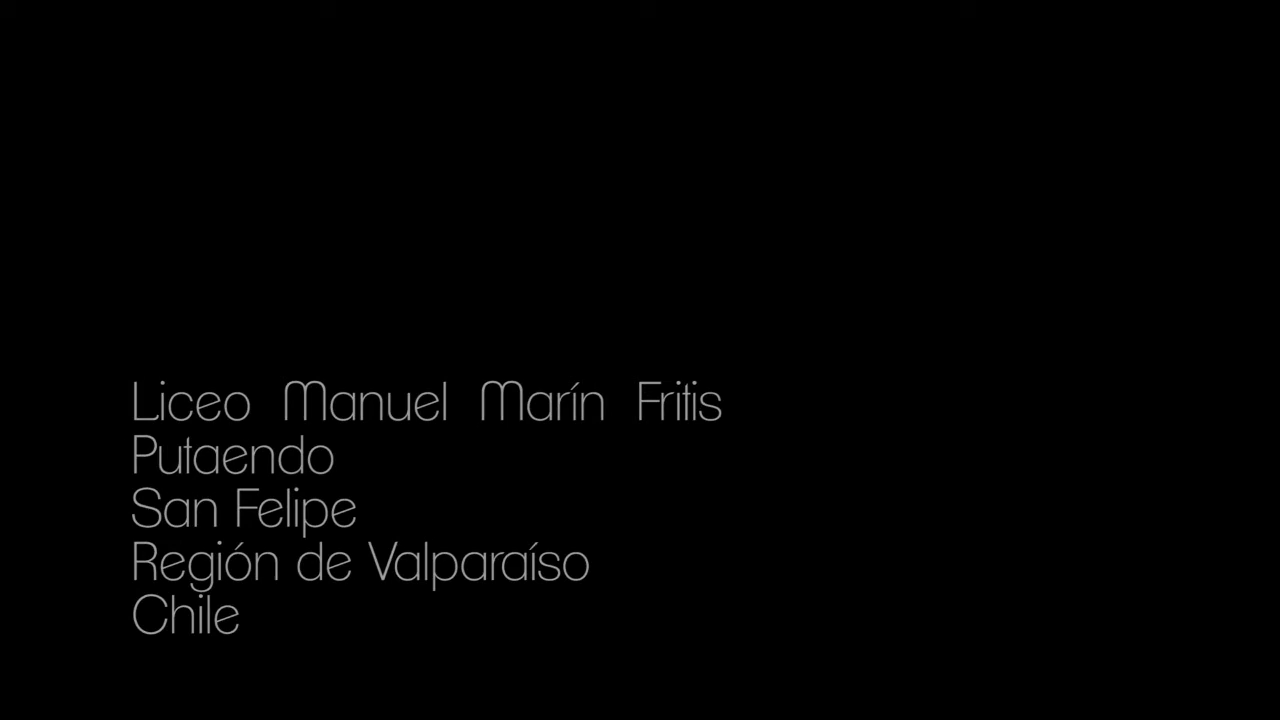 Liceo Manuel Marín Fritis
Putaendo
San Felipe
Región de Valparaíso
Chile